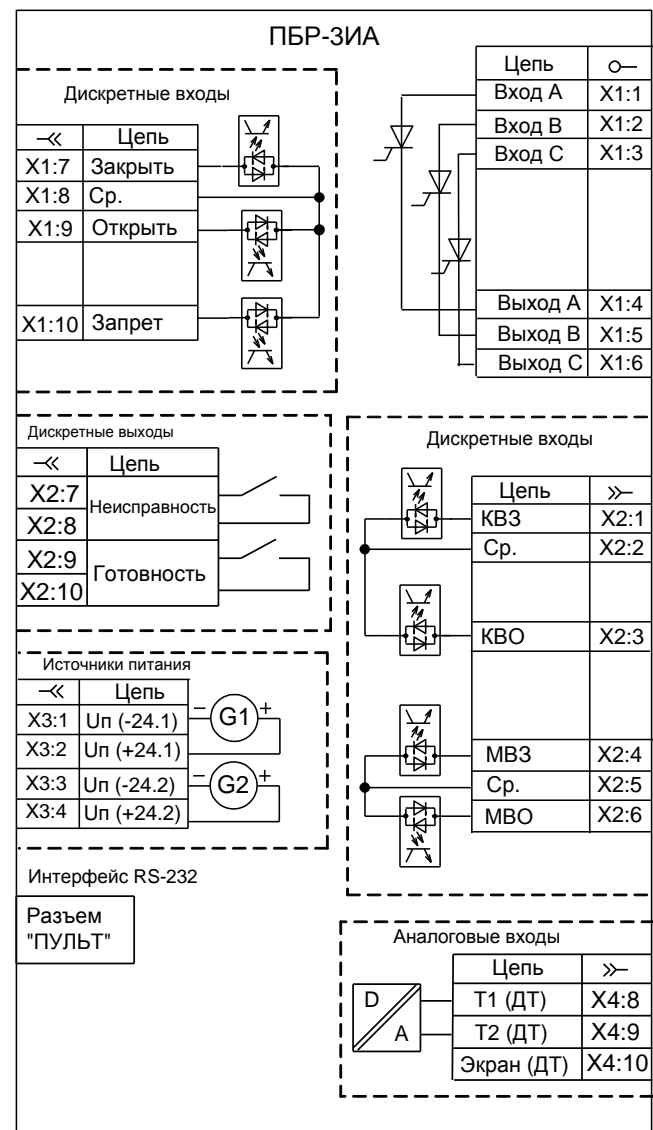 ПБР-3ИА
Дискретные входы
Цепь
X1:7 Закрыть
X1:8 Ср.
X1:9 Открыть
X1:10 Запрет
Цепь
Вход А X1:1
Вход В X1:2
Вход С X1:3
Выход А X1:4
Выход В X1:5
Выход С X1:6
Дискретные выходы
Цепь
X2:7
Неисправность
X2:8
X2:9
Готовность
X2:10
Дискретные входы
Цепь
КВЗ X2:1
Ср. X2:2
КВО X2:3
МВЗ X2:4
Ср. X2:5
МВО X2:6
Источники питания
Цепь
X3:1 Uп (-24.1) − G1 +
X3:2 Uп (+24.1)
X3:3 Uп (-24.2) − G2 +
X3:4 Uп (+24.2)
Интерфейс RS-232
Разъем
"ПУЛЬТ"
Аналоговые входы
Цепь
D
A
Т1 (ДТ) X4:8
Т2 (ДТ) X4:9
Экран (ДТ) X4:10